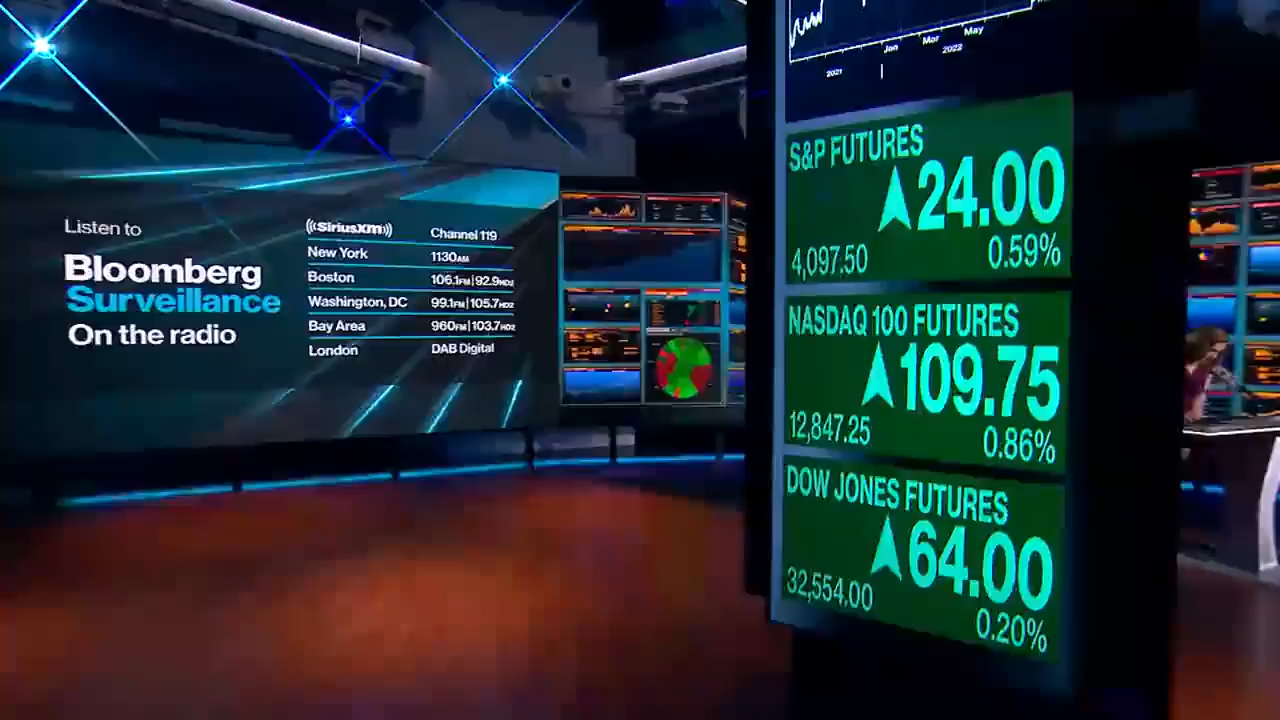 Listen to
Bloomberg
Surveillance
On the radio
((SiriusXM)) Channel 119
New York 1130AM
Boston 106.1FM|92.9HD2
Washington, DC 99.1FM|105.7HD2
Bay Area 960FM|103.7HD2
London DAB Digital
Jan Mar May
2021 2022
S&P FUTURES
▲24.00
4,097.50 0.59%
NASDAQ 100 FUTURES
▲109.75
12,847.25 0.86%
DOW JONES FUTURES
▲64.00
32,554.00 0.20%